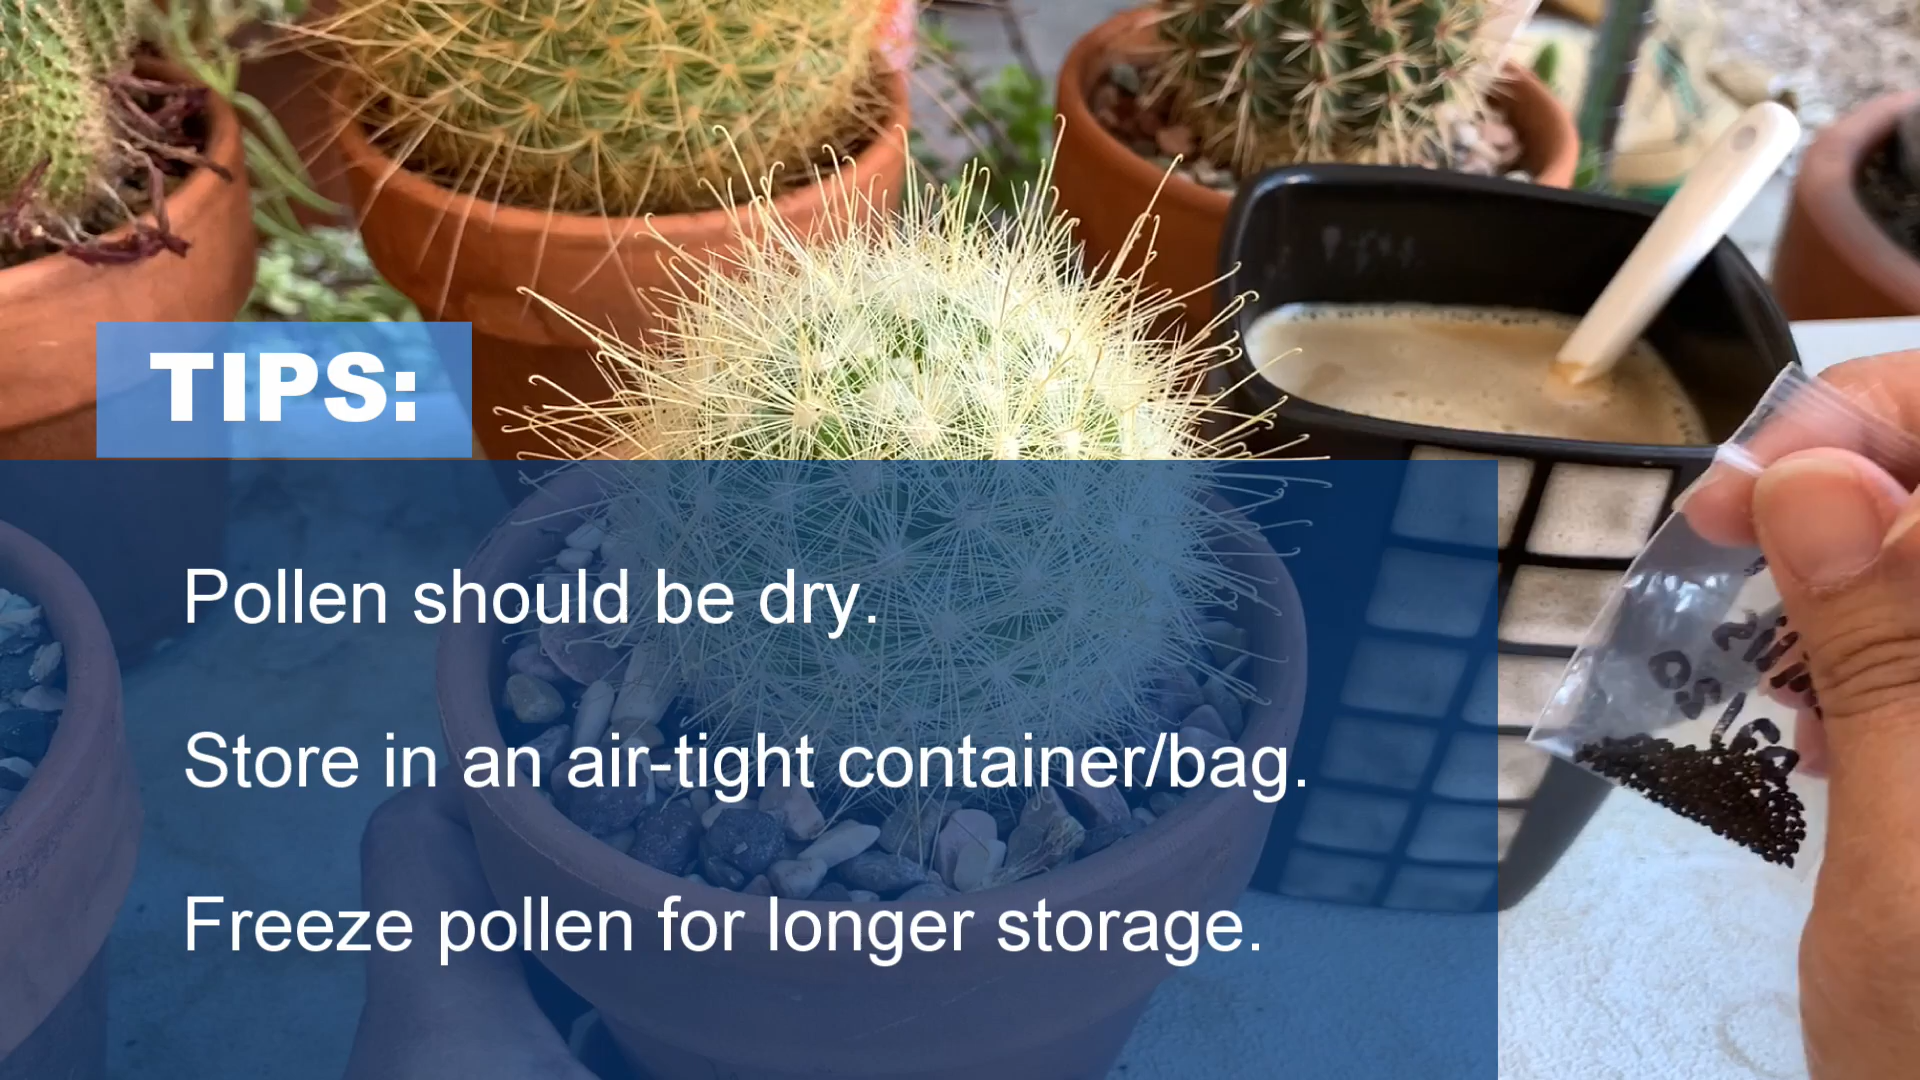 TIPS:
Pollen should be dry.
Store in an air-tight container/bag.
Freeze pollen for longer storage.